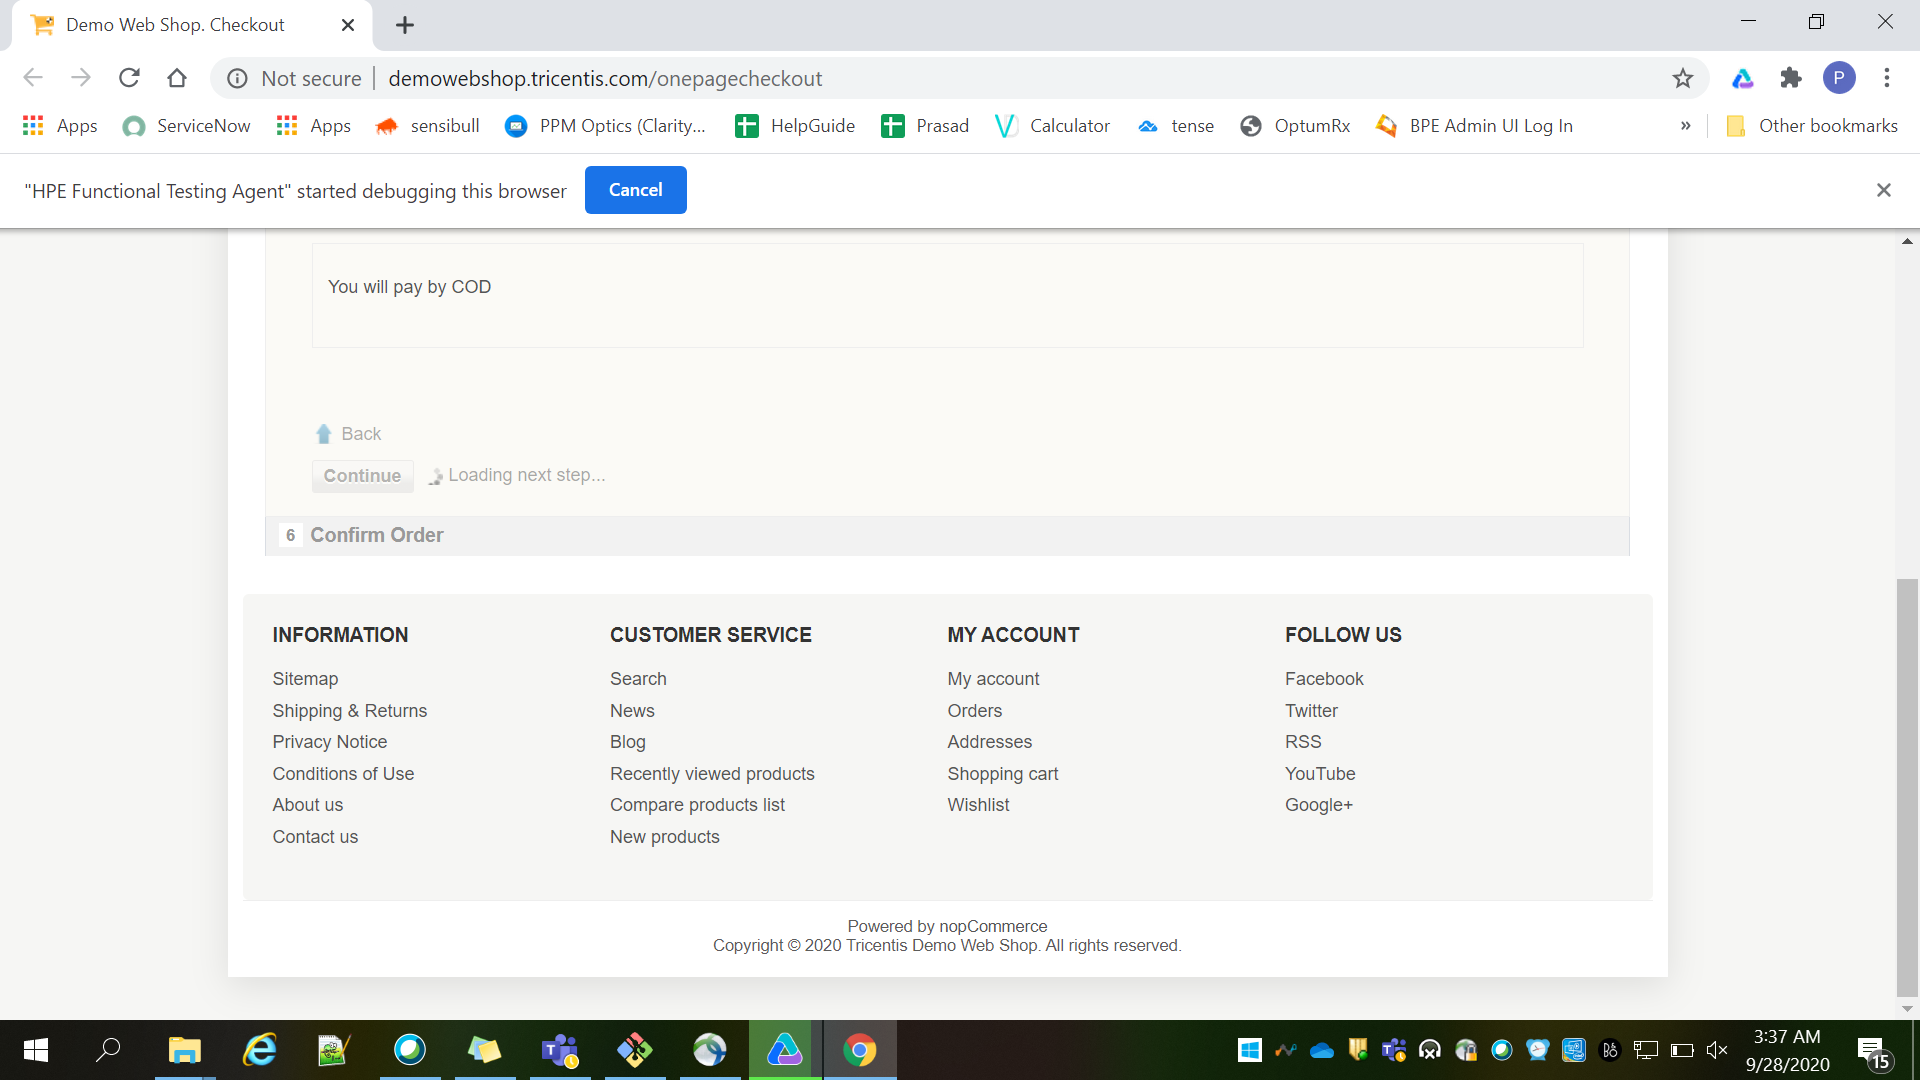 Demo Web Shop. Checkout
Not secure demowebshop.tricentis.com/onepagecheckout P
Apps ServiceNow Apps sensibull PPM Optics (Clarity... HelpGuide Prasad Calculator tense OptumRx BPE Admin UI Log In » Other bookmarks
"HPE Functional Testing Agent" started debugging this browser Cancel
You will pay by COD
Back
Continue Loading next step...
6 Confirm Order
INFORMATION
Sitemap
Shipping & Returns
Privacy Notice
Conditions of Use
About us
Contact us
CUSTOMER SERVICE
Search
News
Blog
Recently viewed products
Compare products list
New products
MY ACCOUNT
My account
Orders
Addresses
Shopping cart
Wishlist
FOLLOW US
Facebook
Twitter
RSS
YouTube
Google+
Powered by nopCommerce
Copyright © 2020 Tricentis Demo Web Shop. All rights reserved.
3:37 AM
9/28/2020
15